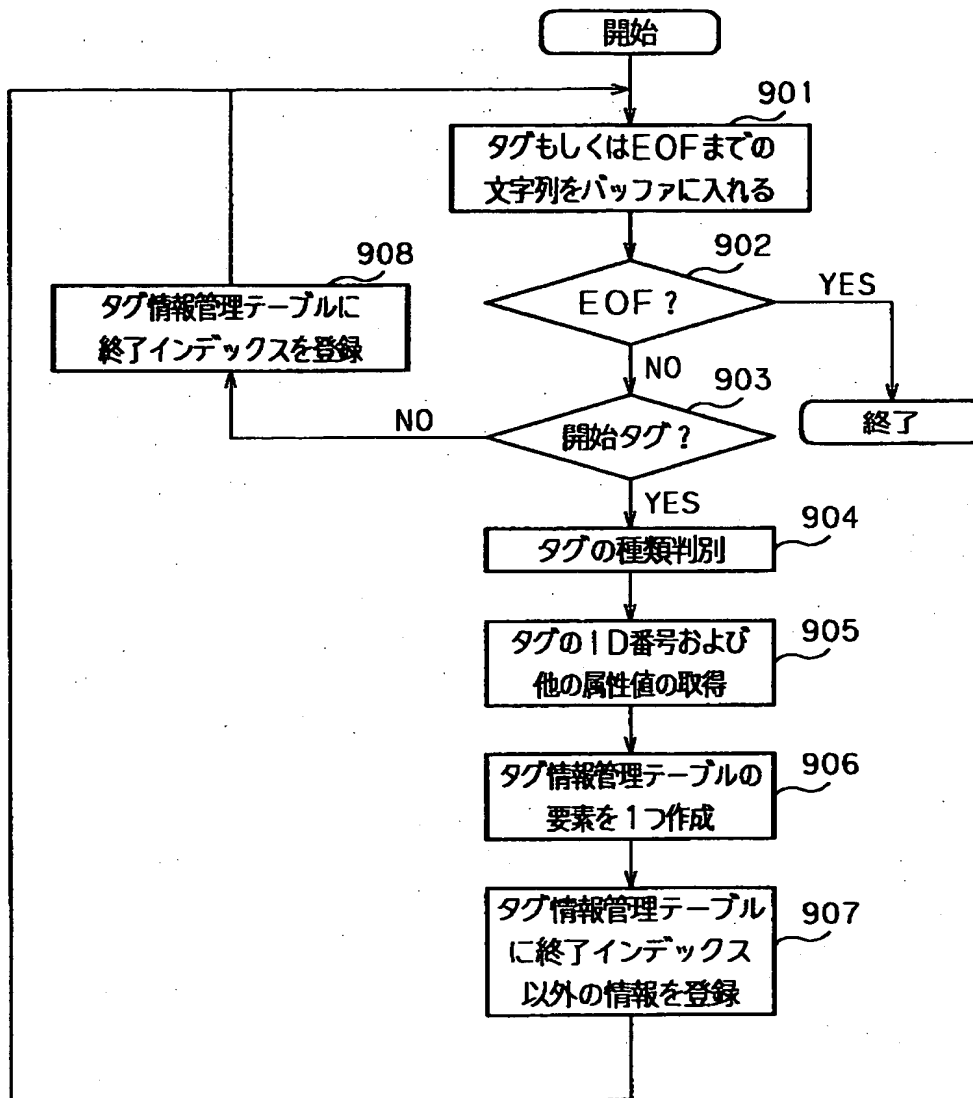 開始
901
タグもしくはEOFまでの
文字列をバッファに入れる
902
EOF？
YES
NO
908
タグ情報管理テーブルに
終了インデックスを登録
903
開始タグ？
NO
終了
YES
904
タグの種類判別
905
タグのID番号および
他の属性値の取得
906
タグ情報管理テーブルの
要素を1つ作成
907
タグ情報管理テーブル
に終了インデックス
以外の情報を登録